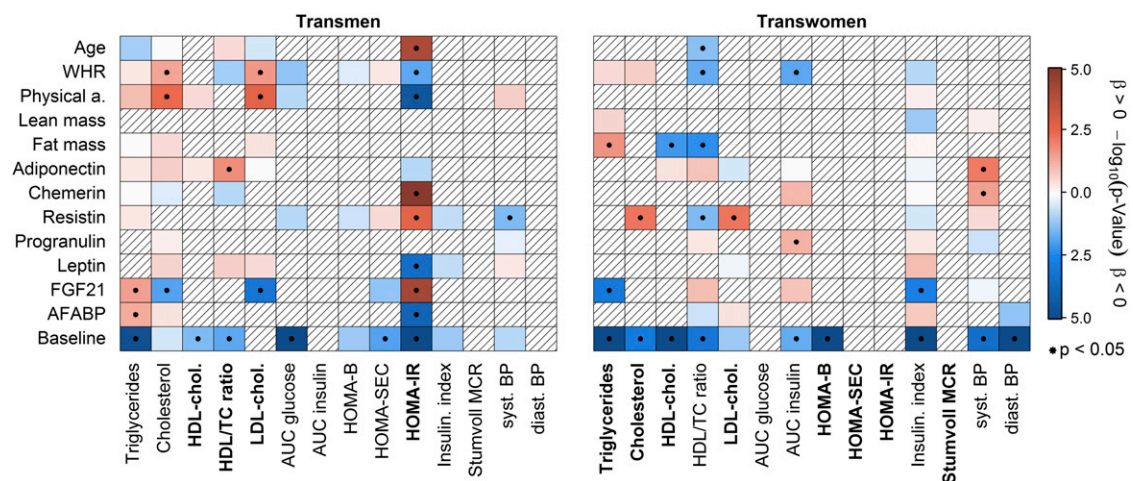 Transmen
Transwomen
Age
WHR
Physical a.
Lean mass
Fat mass
Adiponectin
Chemerin
Resistin
Progranulin
Leptin
FGF21
AFABP
Baseline
Triglycerides
Cholesterol
HDL-chol.
HDL/TC ratio
LDL-chol.
AUC glucose
AUC insulin
HOMA-B
HOMA-SEC
HOMA-IR
Insulin. index
Stumvoll MCR
syst. BP
diast. BP
Triglycerides
Cholesterol
HDL-chol.
HDL/TC ratio
LDL-chol.
AUC glucose
AUC insulin
HOMA-B
HOMA-SEC
HOMA-IR
Insulin. index
Stumvoll MCR
syst. BP
diast. BP
5.0
2.5
0.0
2.5
5.0
β < 0 −log10(p-Value) β > 0
p < 0.05